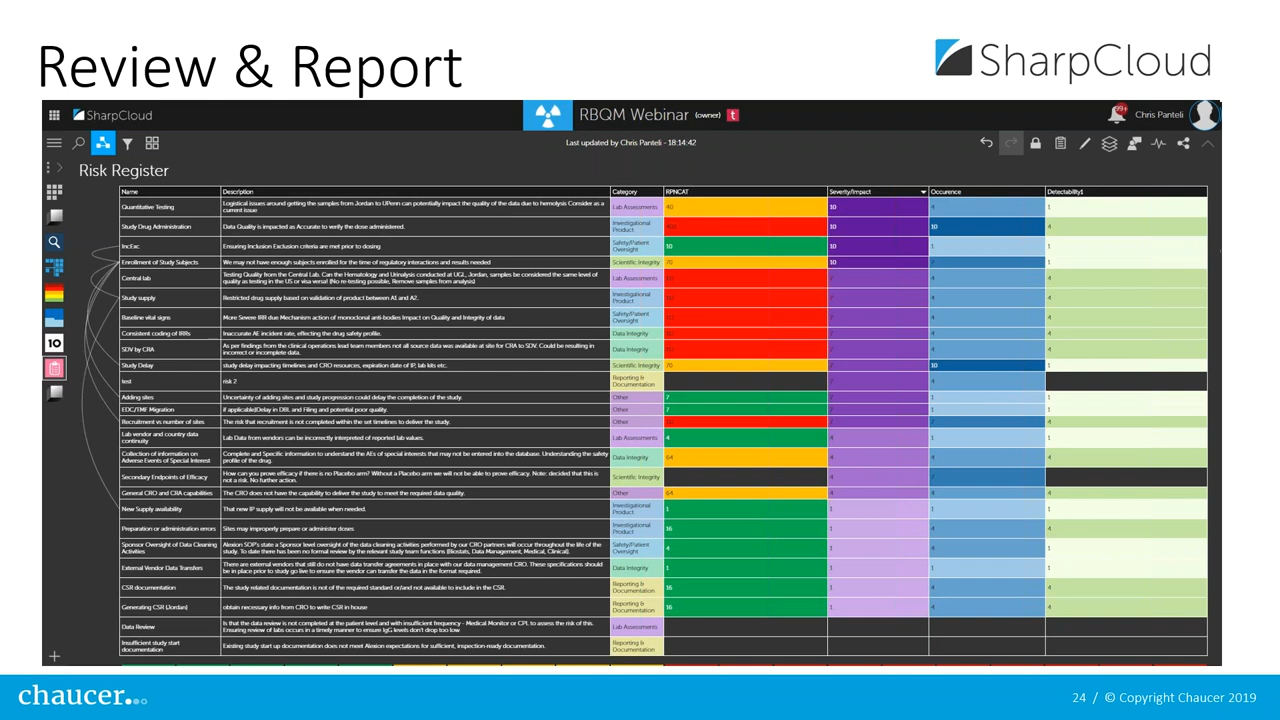 Review & Report
SharpCloud
SharpCloud
RBQM Webinar (owner) t
99+
Chris Panteli
Last updated by Chris Panteli - 18:14:42
Risk Register
Name Description Category RPNCAT Severity/Impact Occurence Detectability1
Quantitative Testing Logistical issues around getting the samples from Jordan to UPenn can potentially impact the quality of the data due to hemolysis Consider as a current issue Lab Assessments 40 10 4 1
Study Drug Administration Data Quality is impacted as Accurate to verify the dose administered. Investigational Product 10 10 4
IncExc Ensuring Inclusion Exclusion criteria are met prior to dosing Safety/Patient Oversight 10 10 1 1
Enrollment of Study Subjects We may not have enough subjects enrolled for the time of regulatory interactions and results needed Scientific Integrity 70 10 7 1
Central lab Testing Quality from the Central Lab. Can the Hematology and Urinalysis conducted at UGL, Jordan, samples be considered the same level of quality as testing in the US or visa versa! (No re-testing possible, Remove samples from analysis) Lab Assessments 7 4 4
Study supply Restricted drug supply based on validation of product between A1 and A2. Investigational Product 7 4 4
Baseline vital signs More Severe IRR due Mechanism action of monoclonal anti-bodies Impact on Quality and Integrity of data Safety/Patient Oversight 7 4 4
Consistent coding of IRRs Inaccurate AE incident rate, effecting the drug safety profile. Data Integrity 7 4 4
SDV by CRA As per findings from the clinical operations lead team members not all source data was available at site for CRA to SDV. Could be resulting in incorrect or incomplete data. Data Integrity 7 4 4
Study Delay study delay impacting timelines and CRO resources, expiration date of IP, lab kits etc. Scientific Integrity 70 7 10 1
test risk 2 Reporting & Documentation 7 4
Adding sites Uncertainty of adding sites and study progression could delay the completion of the study. Other 7 7 1 1
EDC/TMF Migration if applicable)Delay in DBL and Filing and potential poor quality. Other 7 7 1 1
Recruitment vs number of sites The risk that recruitment is not completed within the set timelines to deliver the study. Other 7 7 4
Lab vendor and country data continuity Lab Data from vendors can be incorrectly interpreted of reported lab values. Lab Assessments 4 4 1 1
Collection of information on Adverse Events of Special Interest Complete and Specific information to understand the AEs of special interests that may not be entered into the database. Understanding the safety profile of the drug. Data Integrity 64 4 4 4
Secondary Endpoints of Efficacy How can you prove efficacy if there is no Placebo arm? Without a Placebo arm we will not be able to prove efficacy. Note: decided that this is not a risk. No further action. Scientific Integrity 4 7
General CRO and CRA capabilities The CRO does not have the capability to deliver the study to meet the required data quality. Other 64 4 4 4
New Supply availability That new IP supply will not be available when needed. Investigational Product 1 1 1 1
Preparation or administration errors Sites may improperly prepare or administer doses Investigational Product 16 1 4 4
Sponsor Oversight of Data Cleaning Activities Alexion SOP's state a Sponsor level oversight of the data cleaning activities performed by our CRO partners will occur throughout the life of the study. To date there has been no formal review by the relevant study team functions (Biostats, Data Management, Medical, Clinical). Safety/Patient Oversight 4 1 4 1
External Vendor Data Transfers There are external vendors that still do not have data transfer agreements in place with our data management CRO. These specifications should be in place prior to study go live to ensure the vendor can transfer the data in the format required. Data Integrity 1 1 1 1
CSR documentation The study related documentation is not of the required standard or/and not available to include in the CSR. Reporting & Documentation 16 1 4 4
Generating CSR (Jordan) obtain necessary info from CRO to write CSR in house Reporting & Documentation 16 1 4 4
Data Review Is that the data review is not completed at the patient level and with insufficient frequency - Medical Monitor or CPL to assess the risk of this. Ensuring review of labs occurs in a timely manner to ensure IgG levels don't drop too low Lab Assessments
Insufficient study start documentation Existing study start up documentation does not meet Alexion expectations for sufficient, inspection-ready documentation. Reporting & Documentation
10
chaucer
24 / © Copyright Chaucer 2019